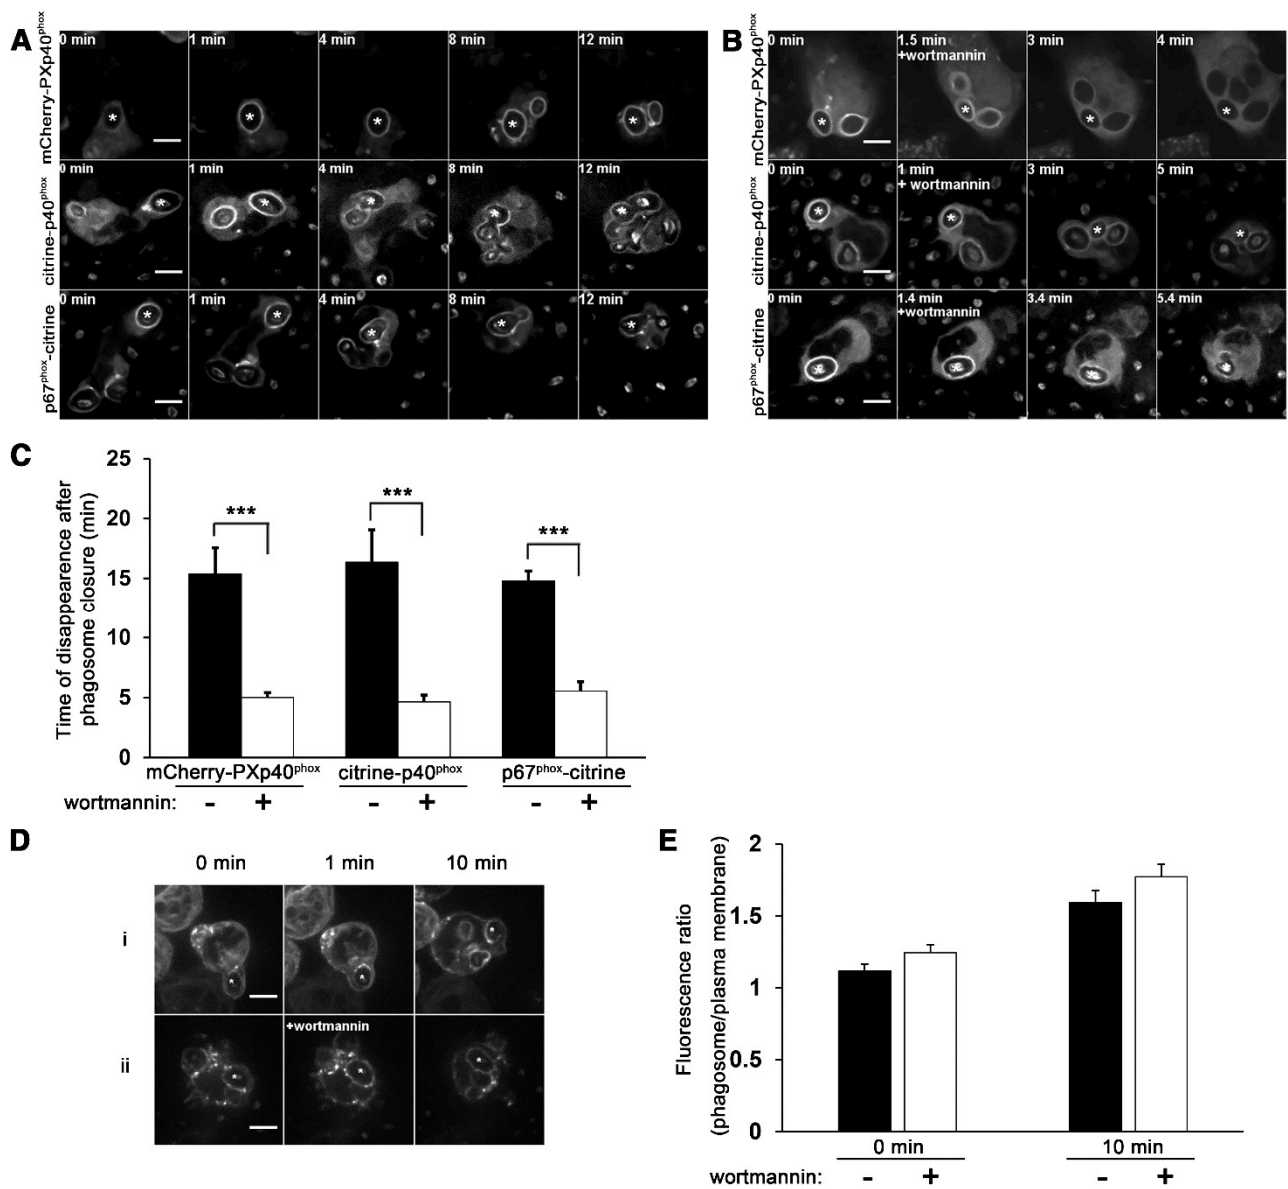 A
mCherry-PXp40phox
0 min
1 min
4 min
8 min
12 min
*
*
*
*
*
citrine-p40phox
0 min
1 min
4 min
8 min
12 min
*
*
*
*
*
p67phox-citrine
0 min
1 min
4 min
8 min
12 min
*
*
*
*
*
B
mCherry-PXp40phox
0 min
1.5 min
+wortmannin
3 min
4 min
*
*
*
*
citrine-p40phox
0 min
1 min
+ wortmannin
3 min
5 min
*
*
*
*
p67phox-citrine
0 min
1.4 min
+wortmannin
3.4 min
5.4 min
*
*
*
*
C
Time of disappearence after
phagosome closure (min)
25
20
15
10
5
0
***
***
***
mCherry-PXp40phox
citrine-p40phox
p67phox-citrine
wortmannin: - + - + - +
D
0 min 1 min 10 min
i
*
*
*
ii
+wortmannin
*
*
*
E
Fluorescence ratio
(phagosome/plasma membrane)
2
1.5
1
0.5
0
0 min 10 min
wortmannin: - + - +